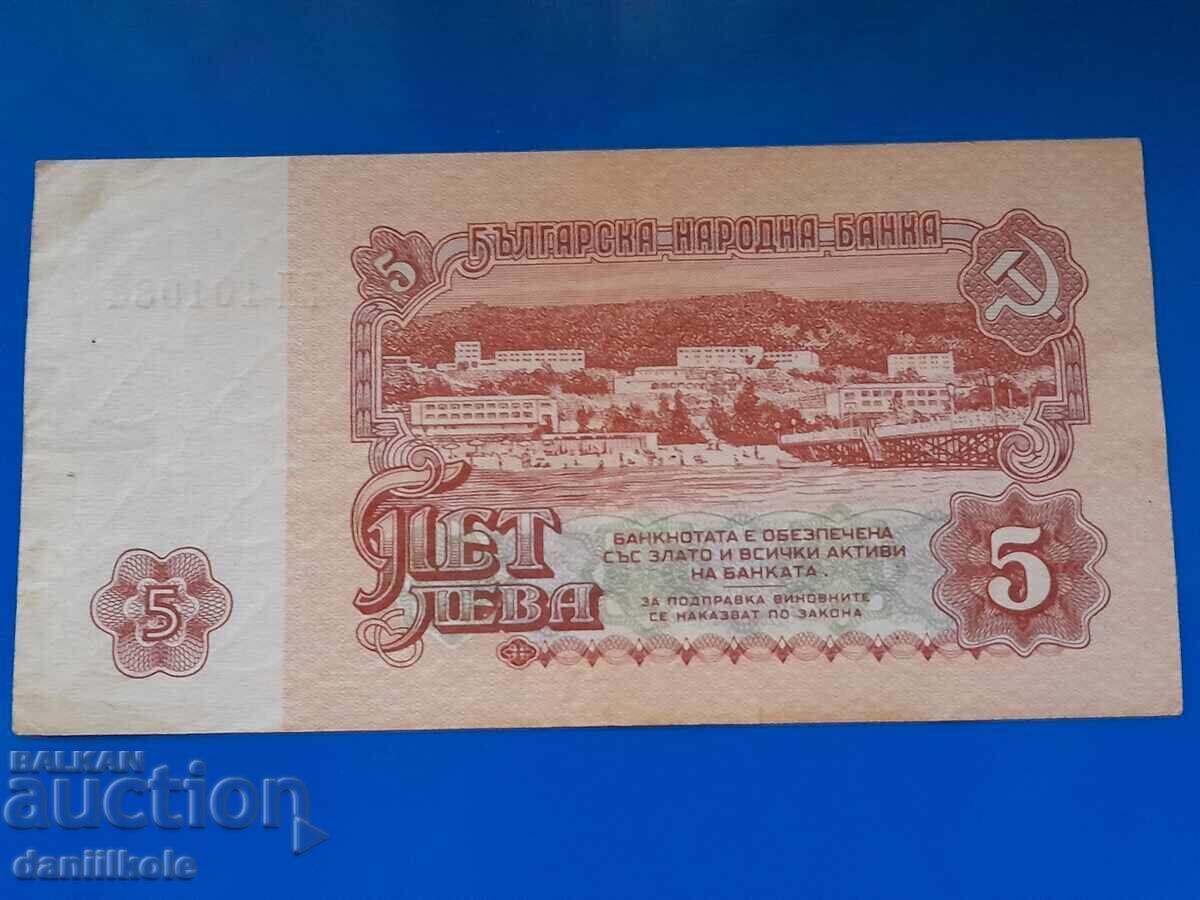 БЪЛГАРСКА НАРОДНА БАНКА
5
ПЕТ
ЛЕВА
БАНКНОТАТА Е ОБЕЗПЕЧЕНА
СЪС ЗЛАТО И ВСИЧКИ АКТИВИ
НА БАНКАТА.
ЗА ПОДПРАВКА ВИНОВНИТЕ
СЕ НАКАЗВАТ ПО ЗАКОНА
5
5
BALKAN
auction
daniilkole